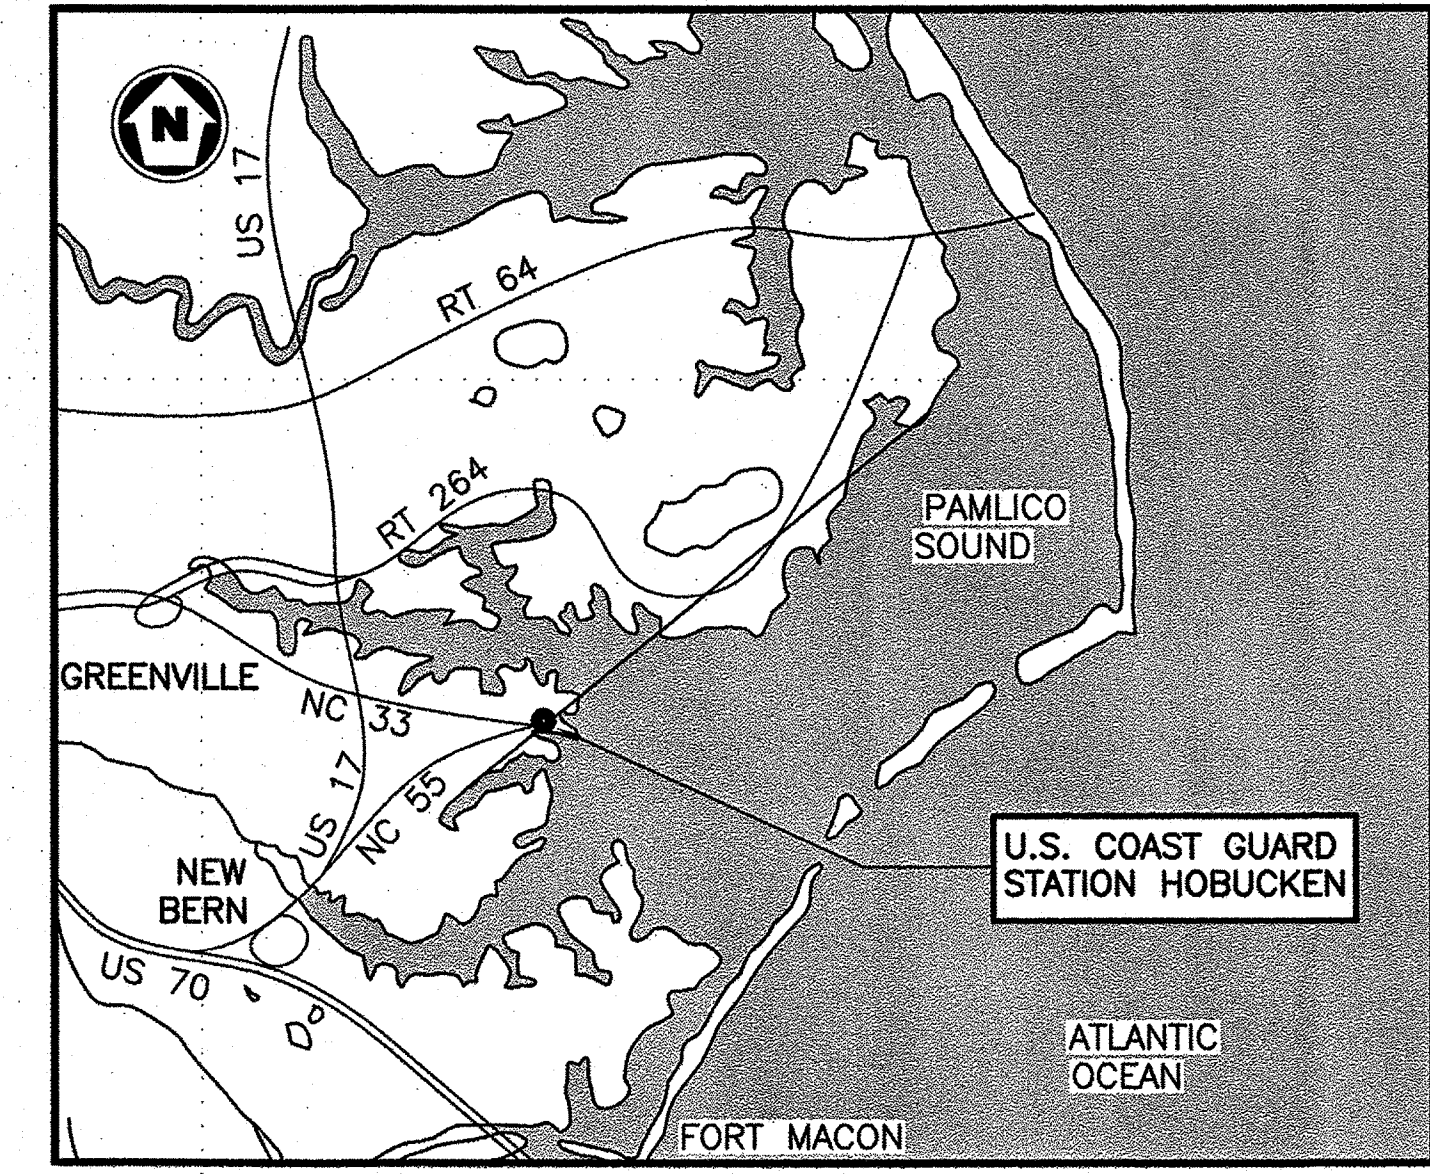 N
US 17
RT 64
RT 264
PAMLICO
SOUND
GREENVILLE
NC 33
US 17
NC 55
U.S. COAST GUARD
STATION HOBUCKEN
NEW
BERN
US 70
ATLANTIC
OCEAN
FORT MACON